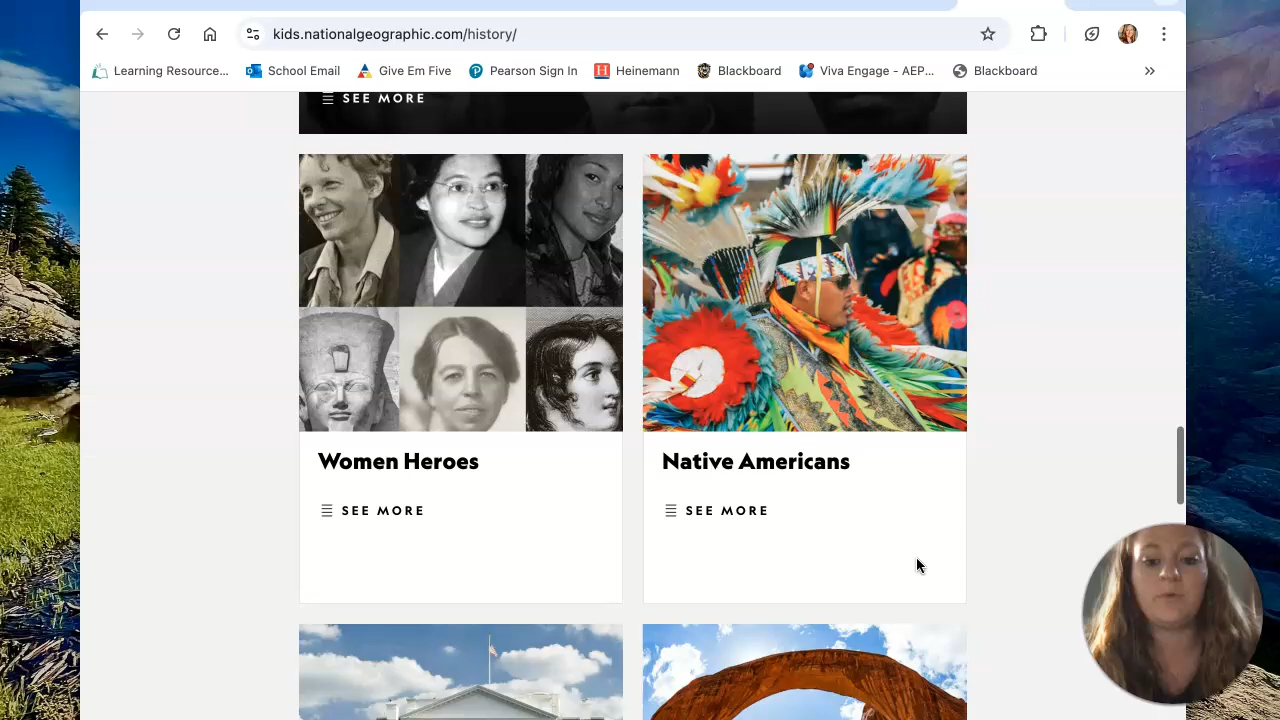 kids.nationalgeographic.com/history/
Learning Resource... School Email Give Em Five Pearson Sign In Heinemann Blackboard Viva Engage - AEP... Blackboard »
SEE MORE
Women Heroes
SEE MORE
Native Americans
SEE MORE